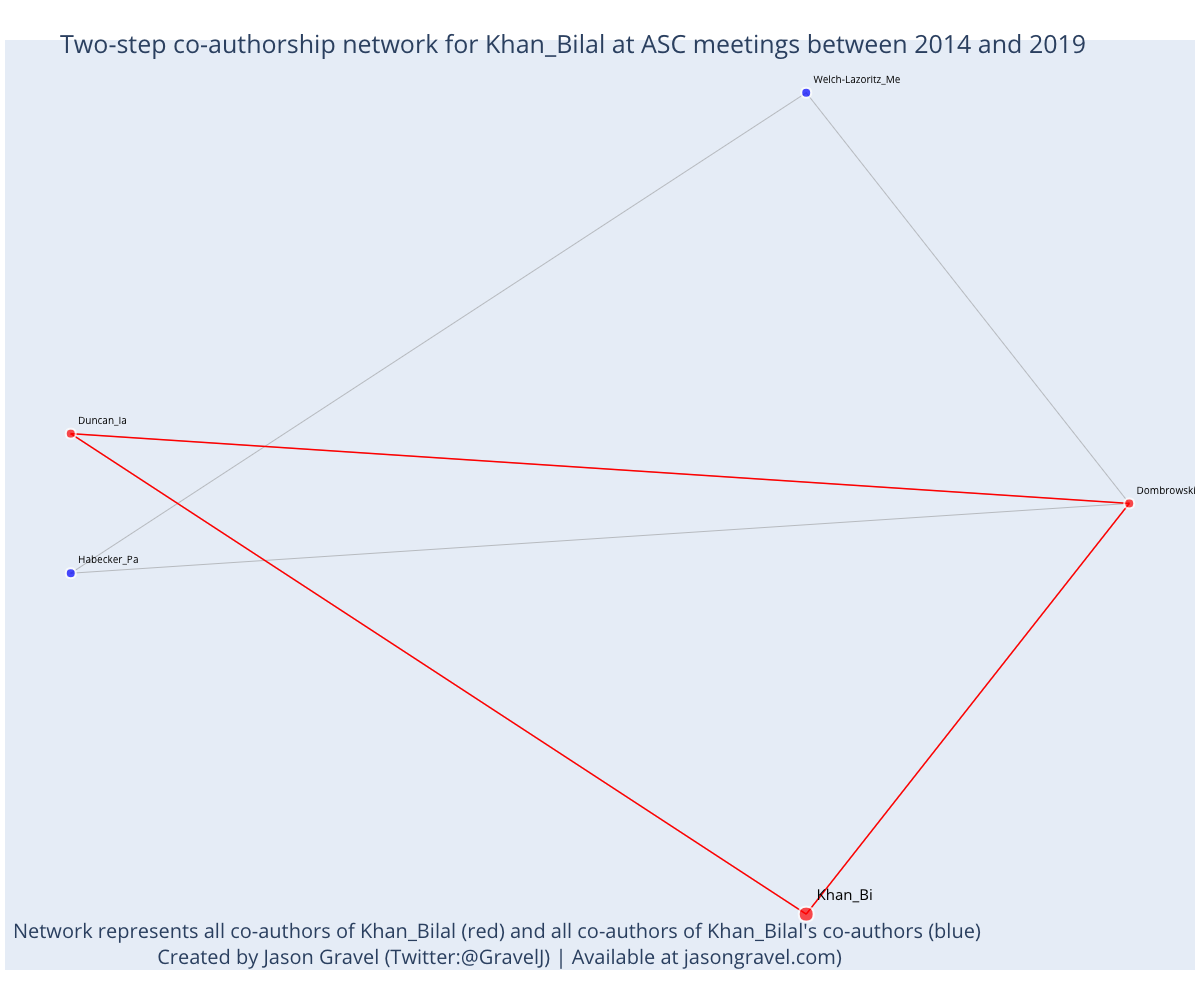 Two-step co-authorship network for Khan_Bilal at ASC meetings between 2014 and 2019
Welch-Lazoritz_Me
Duncan_Ia
Dombrowski
Habecker_Pa
Khan_Bi
Network represents all co-authors of Khan_Bilal (red) and all co-authors of Khan_Bilal's co-authors (blue)
Created by Jason Gravel (Twitter:@GravelJ) | Available at jasongravel.com)